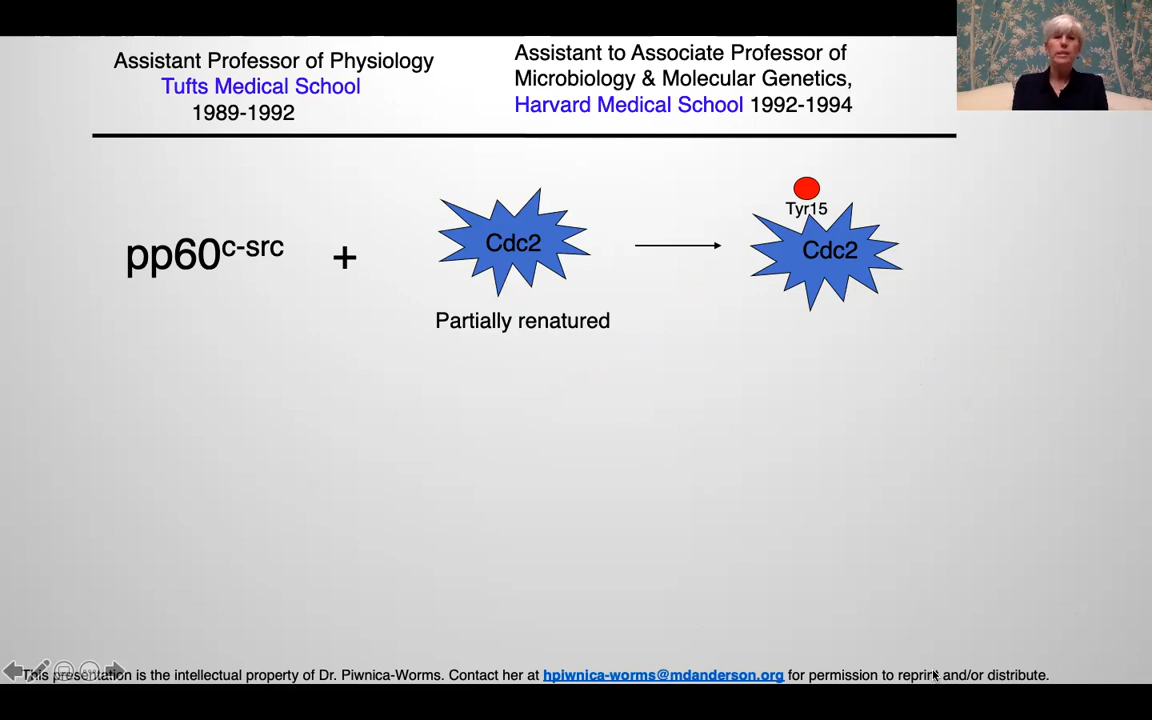 Assistant Professor of Physiology
Tufts Medical School
1989-1992
Assistant to Associate Professor of
Microbiology & Molecular Genetics,
Harvard Medical School 1992-1994
pp60c-src + Cdc2
Partially renatured
Tyr15
Cdc2
This presentation is the intellectual property of Dr. Piwnica-Worms. Contact her at hpiwnica-worms@mdanderson.org for permission to reprint and/or distribute.